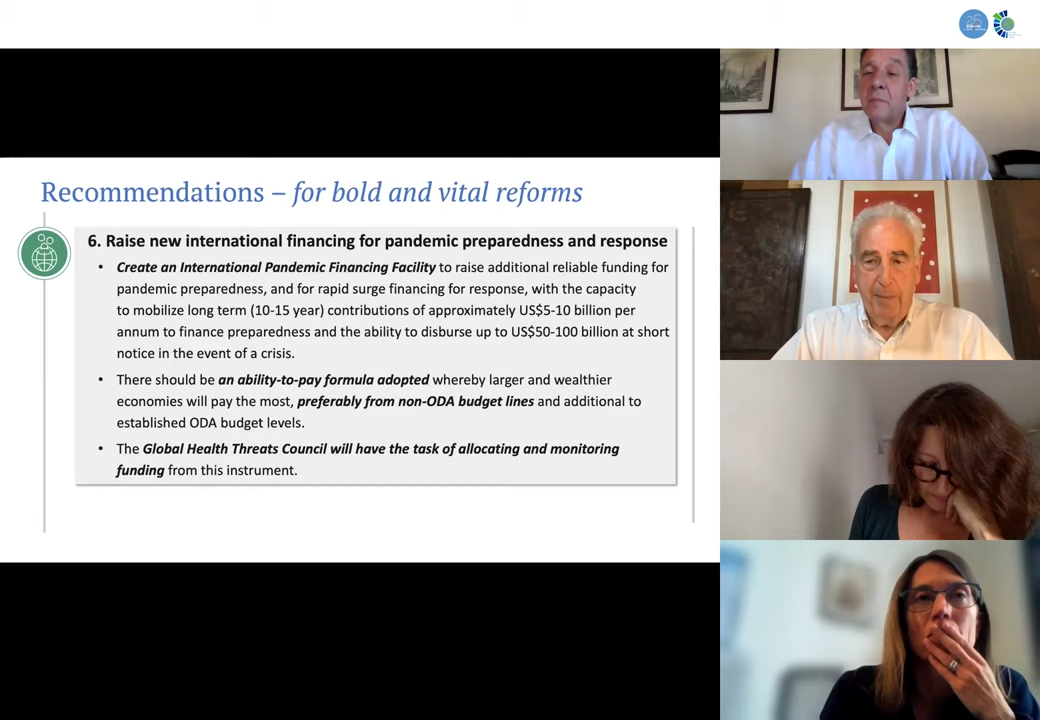 Recommendations – for bold and vital reforms
6. Raise new international financing for pandemic preparedness and response
• Create an International Pandemic Financing Facility to raise additional reliable funding for
pandemic preparedness, and for rapid surge financing for response, with the capacity
to mobilize long term (10-15 year) contributions of approximately US$5-10 billion per
annum to finance preparedness and the ability to disburse up to US$50-100 billion at short
notice in the event of a crisis.
• There should be an ability-to-pay formula adopted whereby larger and wealthier
economies will pay the most, preferably from non-ODA budget lines and additional to
established ODA budget levels.
• The Global Health Threats Council will have the task of allocating and monitoring
funding from this instrument.